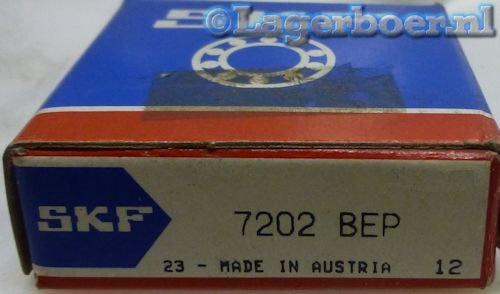 ©Lagerboer.nl
SKF
7202 BEP
23 - MADE IN AUSTRIA 12